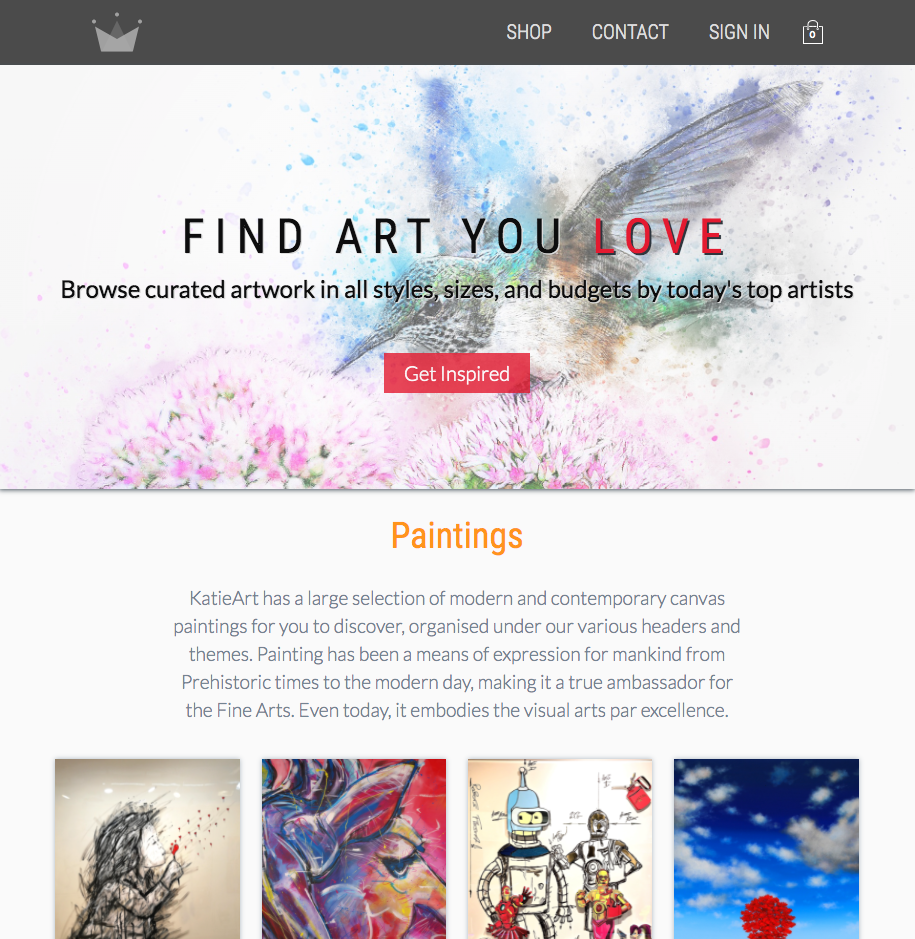 SHOP CONTACT SIGN IN 0
FIND ART YOU LOVE
Browse curated artwork in all styles, sizes, and budgets by today's top artists
Get Inspired
Paintings
KatieArt has a large selection of modern and contemporary canvas
paintings for you to discover, organised under our various headers and
themes. Painting has been a means of expression for mankind from
Prehistoric times to the modern day, making it a true ambassador for
the Fine Arts. Even today, it embodies the visual arts par excellence.